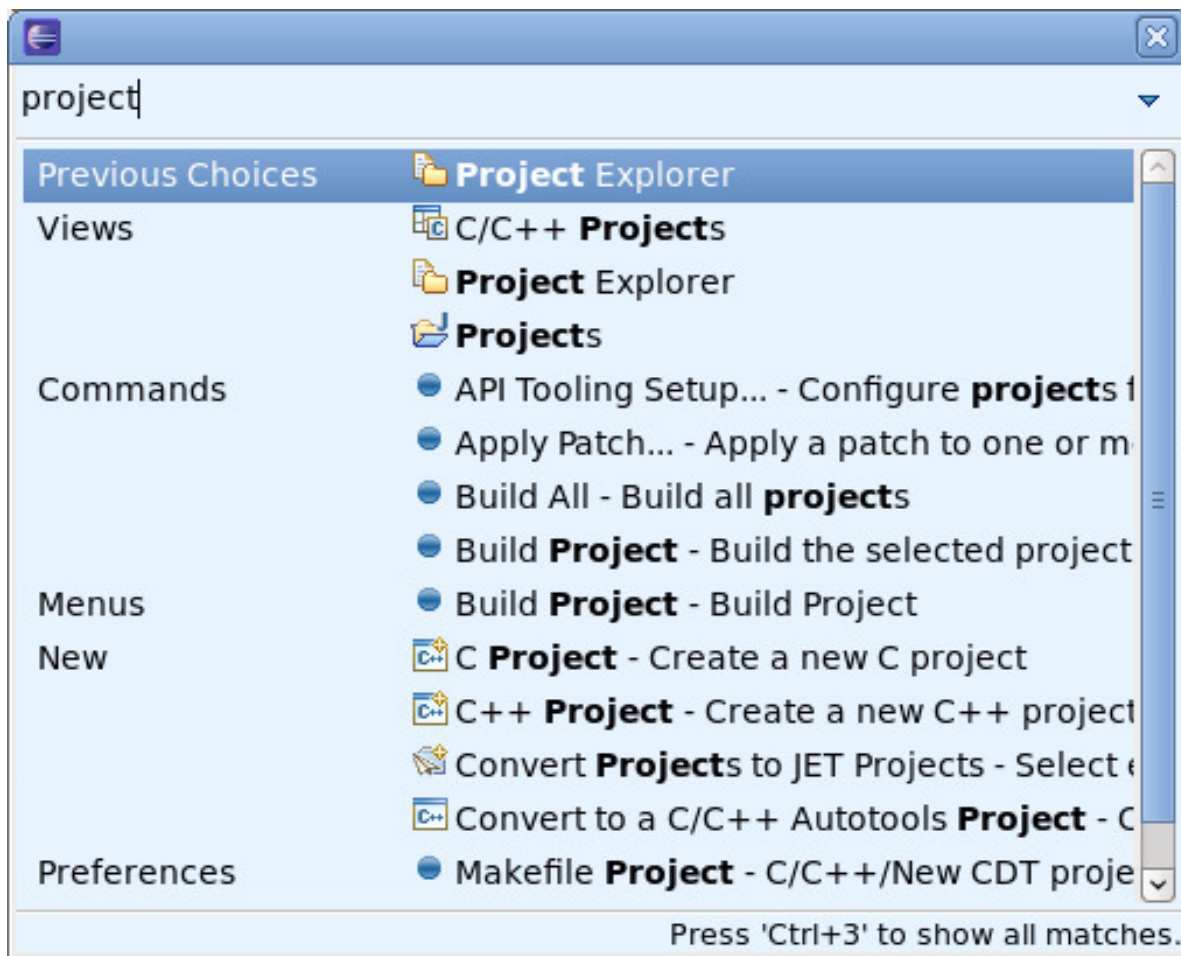 project
Previous Choices Project Explorer
Views C/C++ Projects
Project Explorer
Projects
Commands API Tooling Setup... - Configure projects
Apply Patch... - Apply a patch to one or
Build All - Build all projects
Build Project - Build the selected project
Menus Build Project - Build Project
New C Project - Create a new C project
C++ Project - Create a new C++ project
Convert Projects to JET Projects - Select
Convert to a C/C++ Autotools Project - C
Preferences Makefile Project - C/C++/New CDT proje
Press 'Ctrl+3' to show all matches.